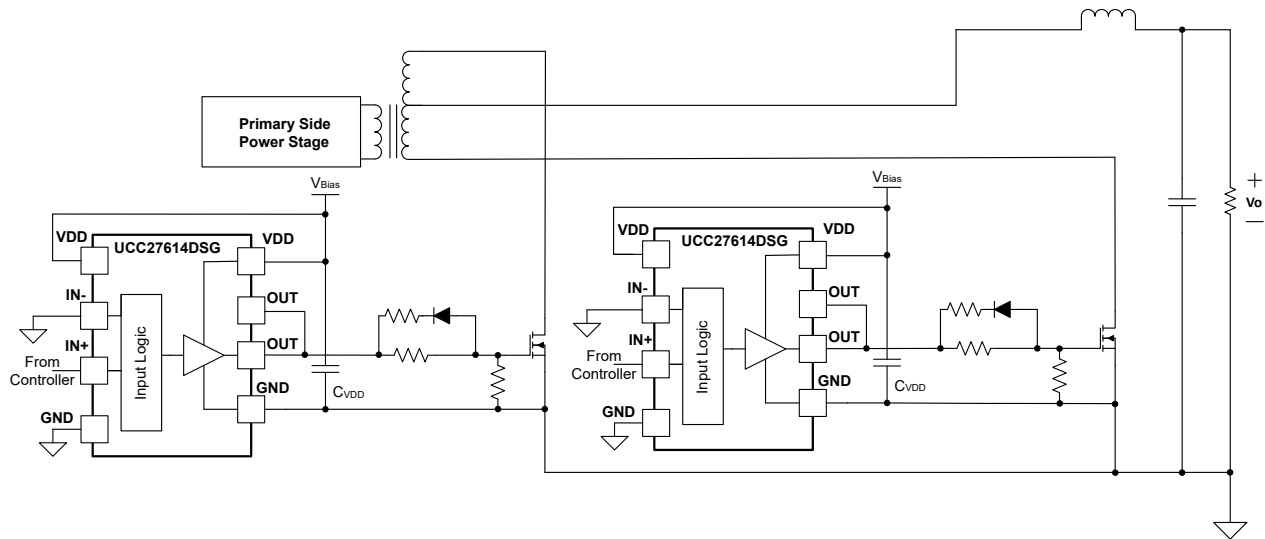 Primary Side
Power Stage
VBias
VDD
UCC27614DSG
VDD
IN-
OUT
IN+
OUT
From
Controller
Input Logic
GND
CVDD
GND
VBias
VDD
UCC27614DSG
VDD
IN-
OUT
IN+
OUT
From
Controller
Input Logic
GND
CVDD
GND
+
Vo
–